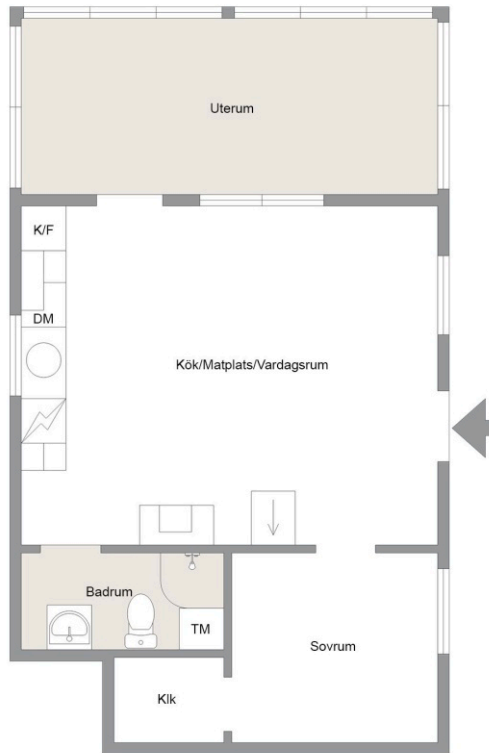 Uterum
K/F
DM
Kök/Matplats/Vardagsrum
Badrum
TM
Sovrum
Klk